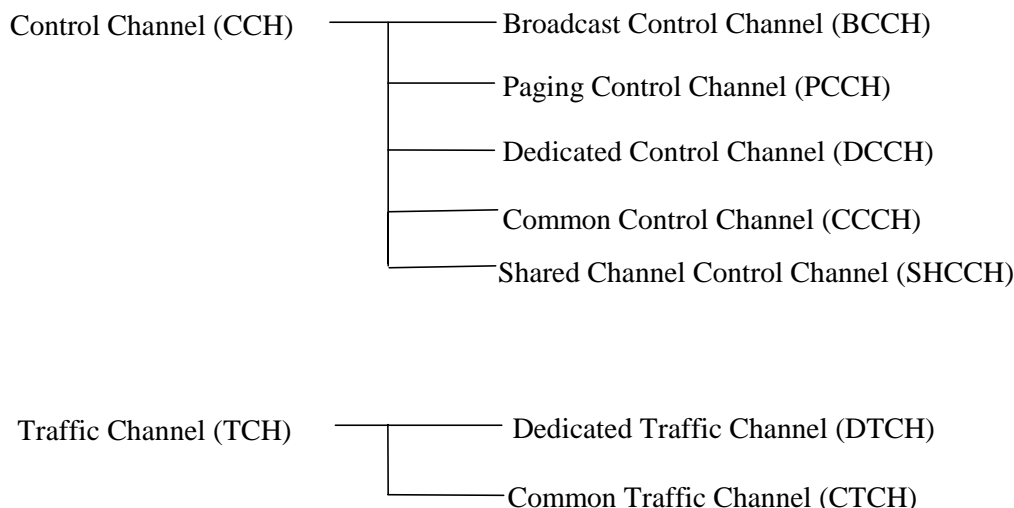 Control Channel (CCH)
Broadcast Control Channel (BCCH)
Paging Control Channel (PCCH)
Dedicated Control Channel (DCCH)
Common Control Channel (CCCH)
Shared Channel Control Channel (SHCCH)
Traffic Channel (TCH)
Dedicated Traffic Channel (DTCH)
Common Traffic Channel (CTCH)